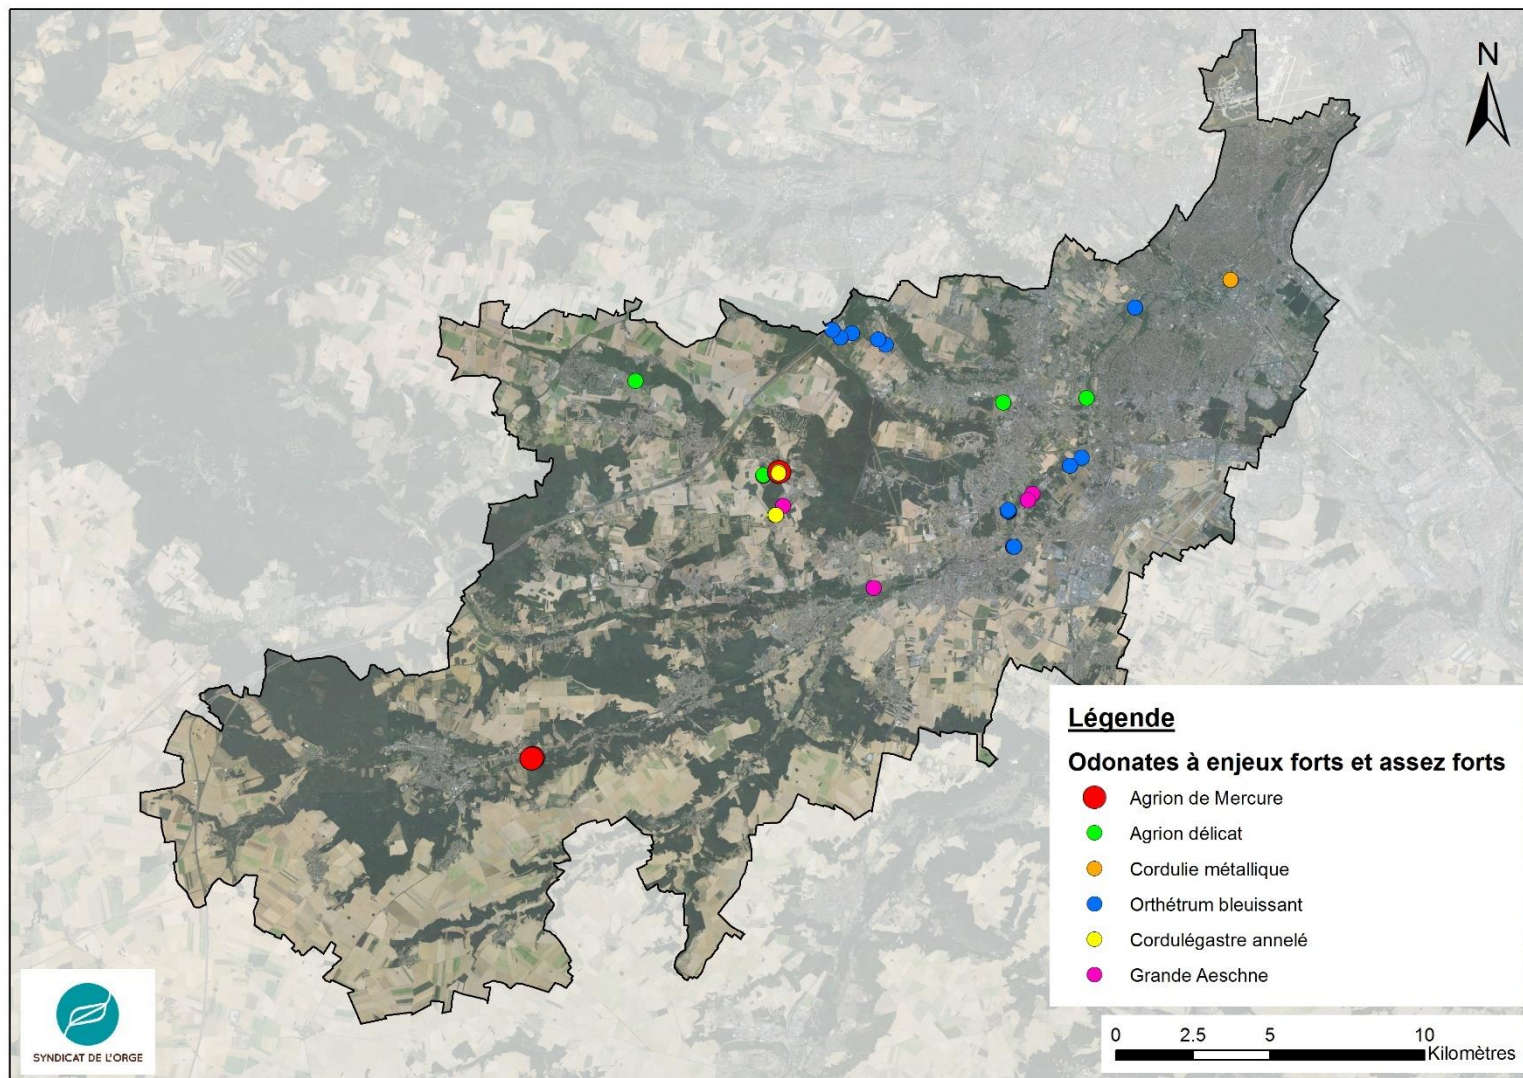 N
Légende
Odonates à enjeux forts et assez forts
Agrion de Mercure
Agrion délicat
Cordulie métallique
Orthétrum bleuissant
Cordulégastre annelé
Grande Aeschne
0 2.5 5 10
Kilomètres
SYNDICAT DE L'ORGE